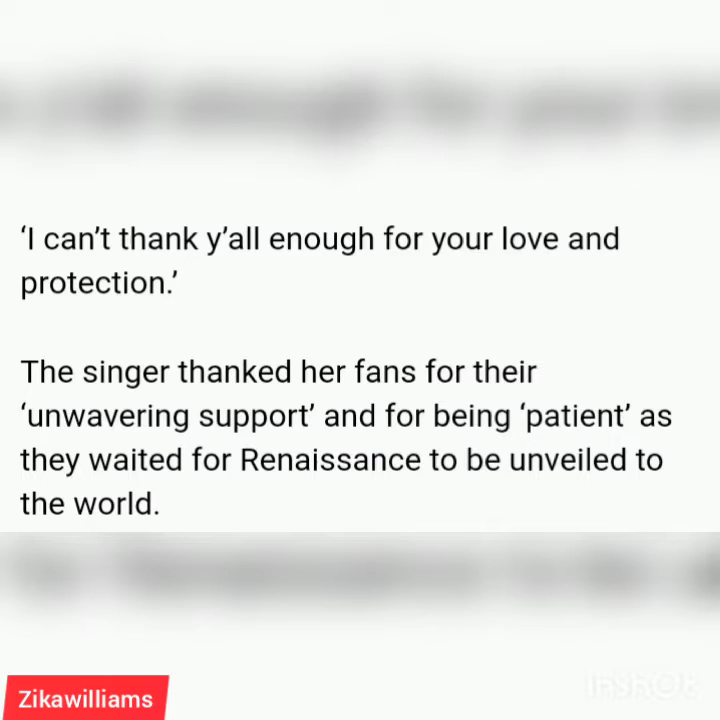 ‘I can’t thank y’all enough for your love and
protection.’
The singer thanked her fans for their
‘unwavering support’ and for being ‘patient’ as
they waited for Renaissance to be unveiled to
the world.
Zikawilliams